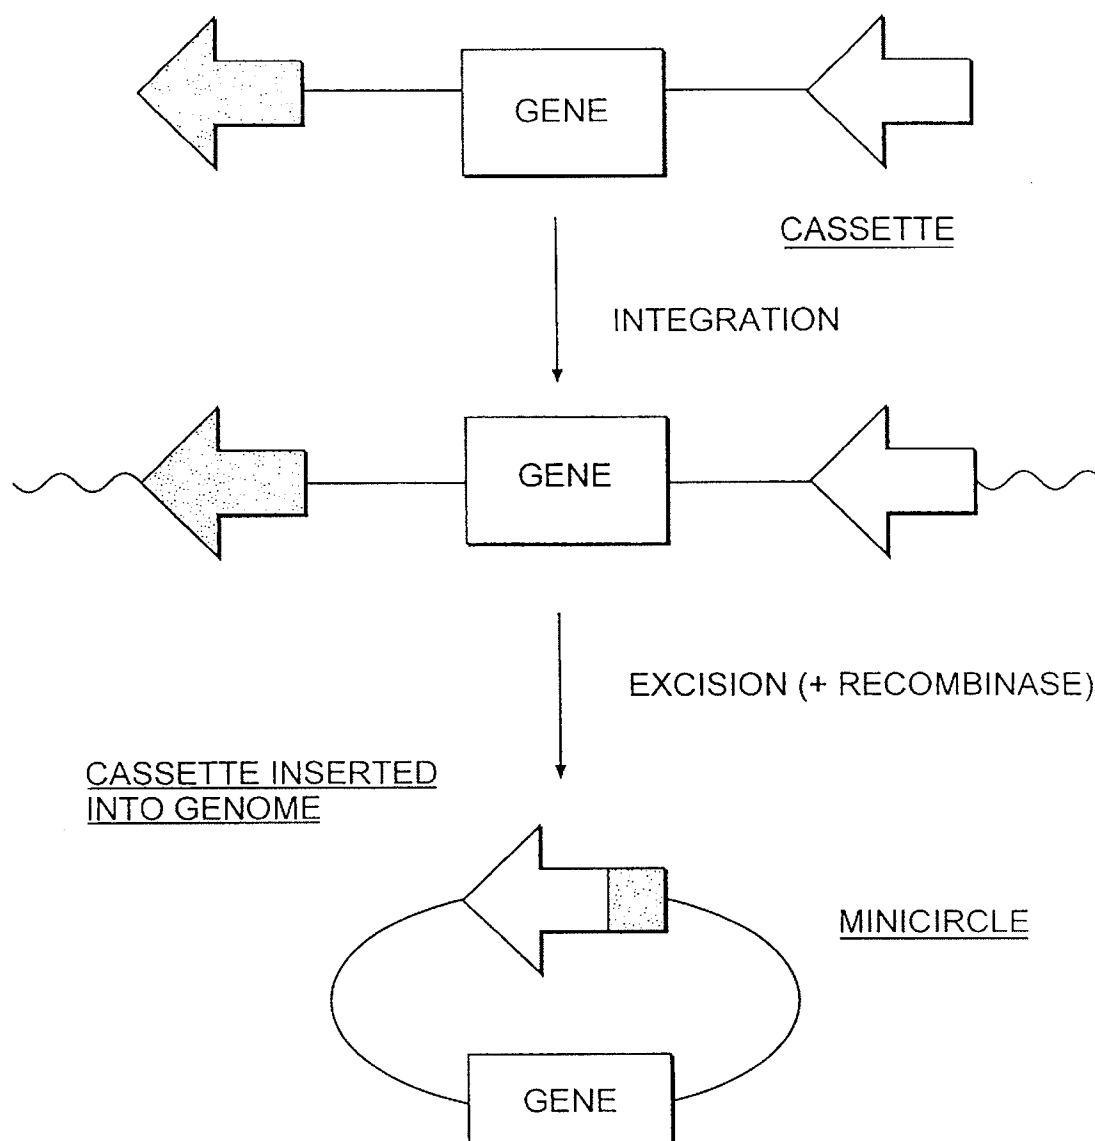 GENE
CASSETTE
INTEGRATION
GENE
EXCISION (+ RECOMBINASE)
CASSETTE INSERTED
INTO GENOME
MINICIRCLE
GENE